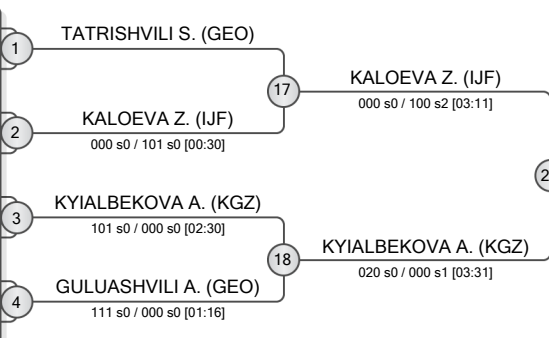 1
TATRISHVILI S. (GEO)
17
KALOEVA Z. (IJF)
000 s0 / 100 s2 [03:11]
2
KALOEVA Z. (IJF)
000 s0 / 101 s0 [00:30]
3
KYIALBEKOVA A. (KGZ)
101 s0 / 000 s0 [02:30]
18
KYIALBEKOVA A. (KGZ)
020 s0 / 000 s1 [03:31]
4
GULUASHVILI A. (GEO)
111 s0 / 000 s0 [01:16]